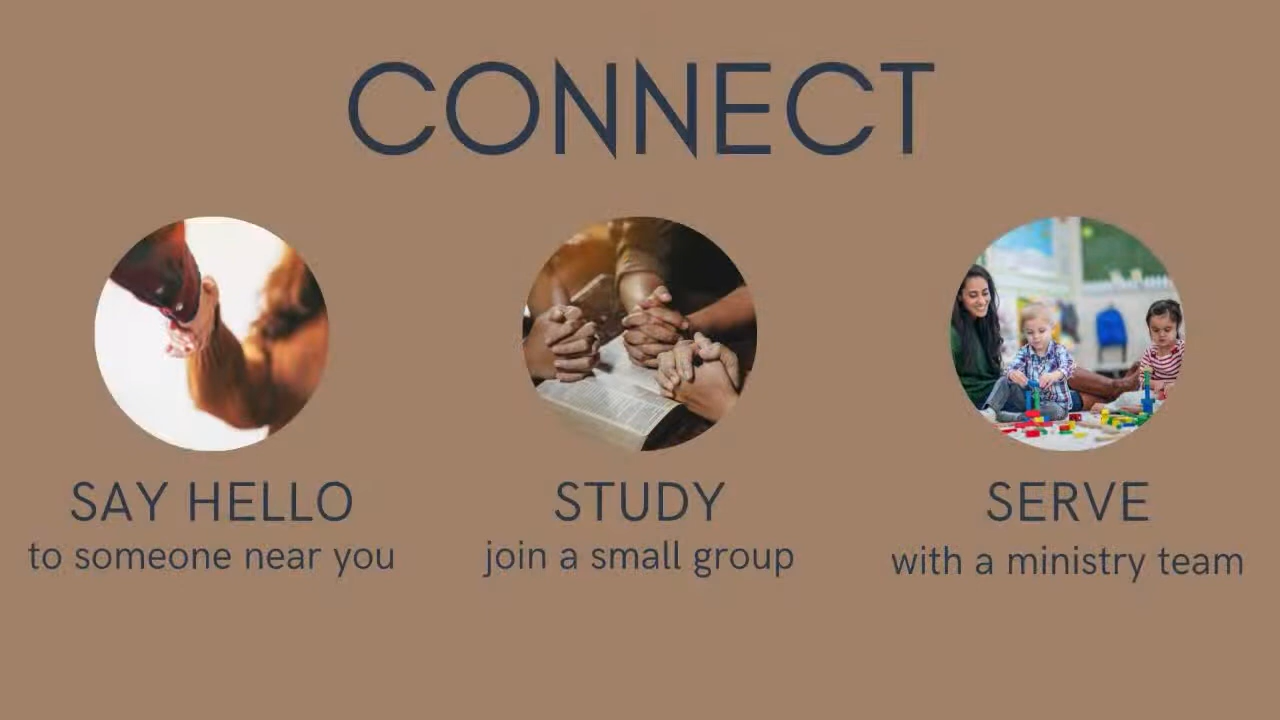 CONNECT
SAY HELLO
to someone near you
STUDY
join a small group
SERVE
with a ministry team